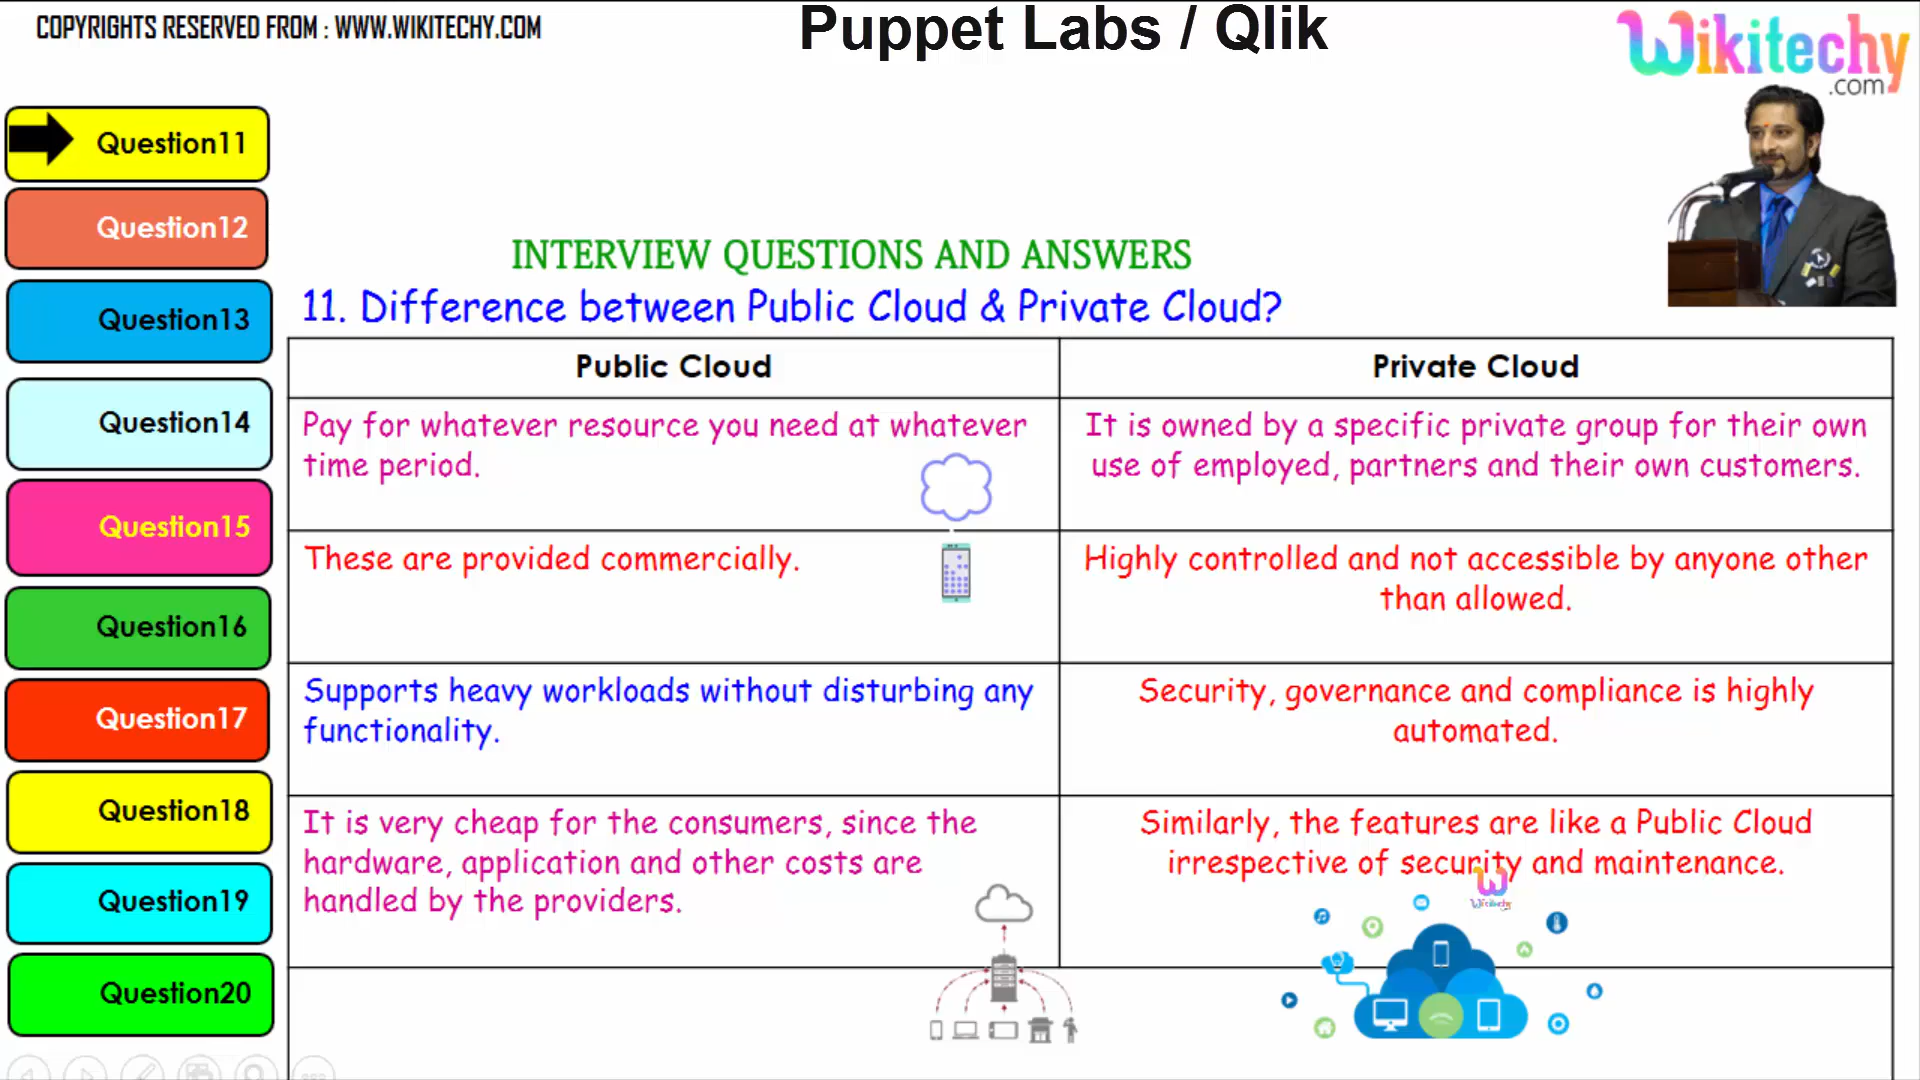 COPYRIGHTS RESERVED FROM : WWW.WIKITECHY.COM
Puppet Labs / Qlik
Wikitechy
.com
Question11
Question12
Question13
Question14
Question15
Question16
Question17
Question18
Question19
Question20
INTERVIEW QUESTIONS AND ANSWERS
11. Difference between Public Cloud & Private Cloud?
Public Cloud
Private Cloud
Pay for whatever resource you need at whatever
time period.
It is owned by a specific private group for their own
use of employed, partners and their own customers.
These are provided commercially.
Highly controlled and not accessible by anyone other
than allowed.
Supports heavy workloads without disturbing any
functionality.
Security, governance and compliance is highly
automated.
It is very cheap for the consumers, since the
hardware, application and other costs are
handled by the providers.
Similarly, the features are like a Public Cloud
irrespective of security and maintenance.
Wikitechy